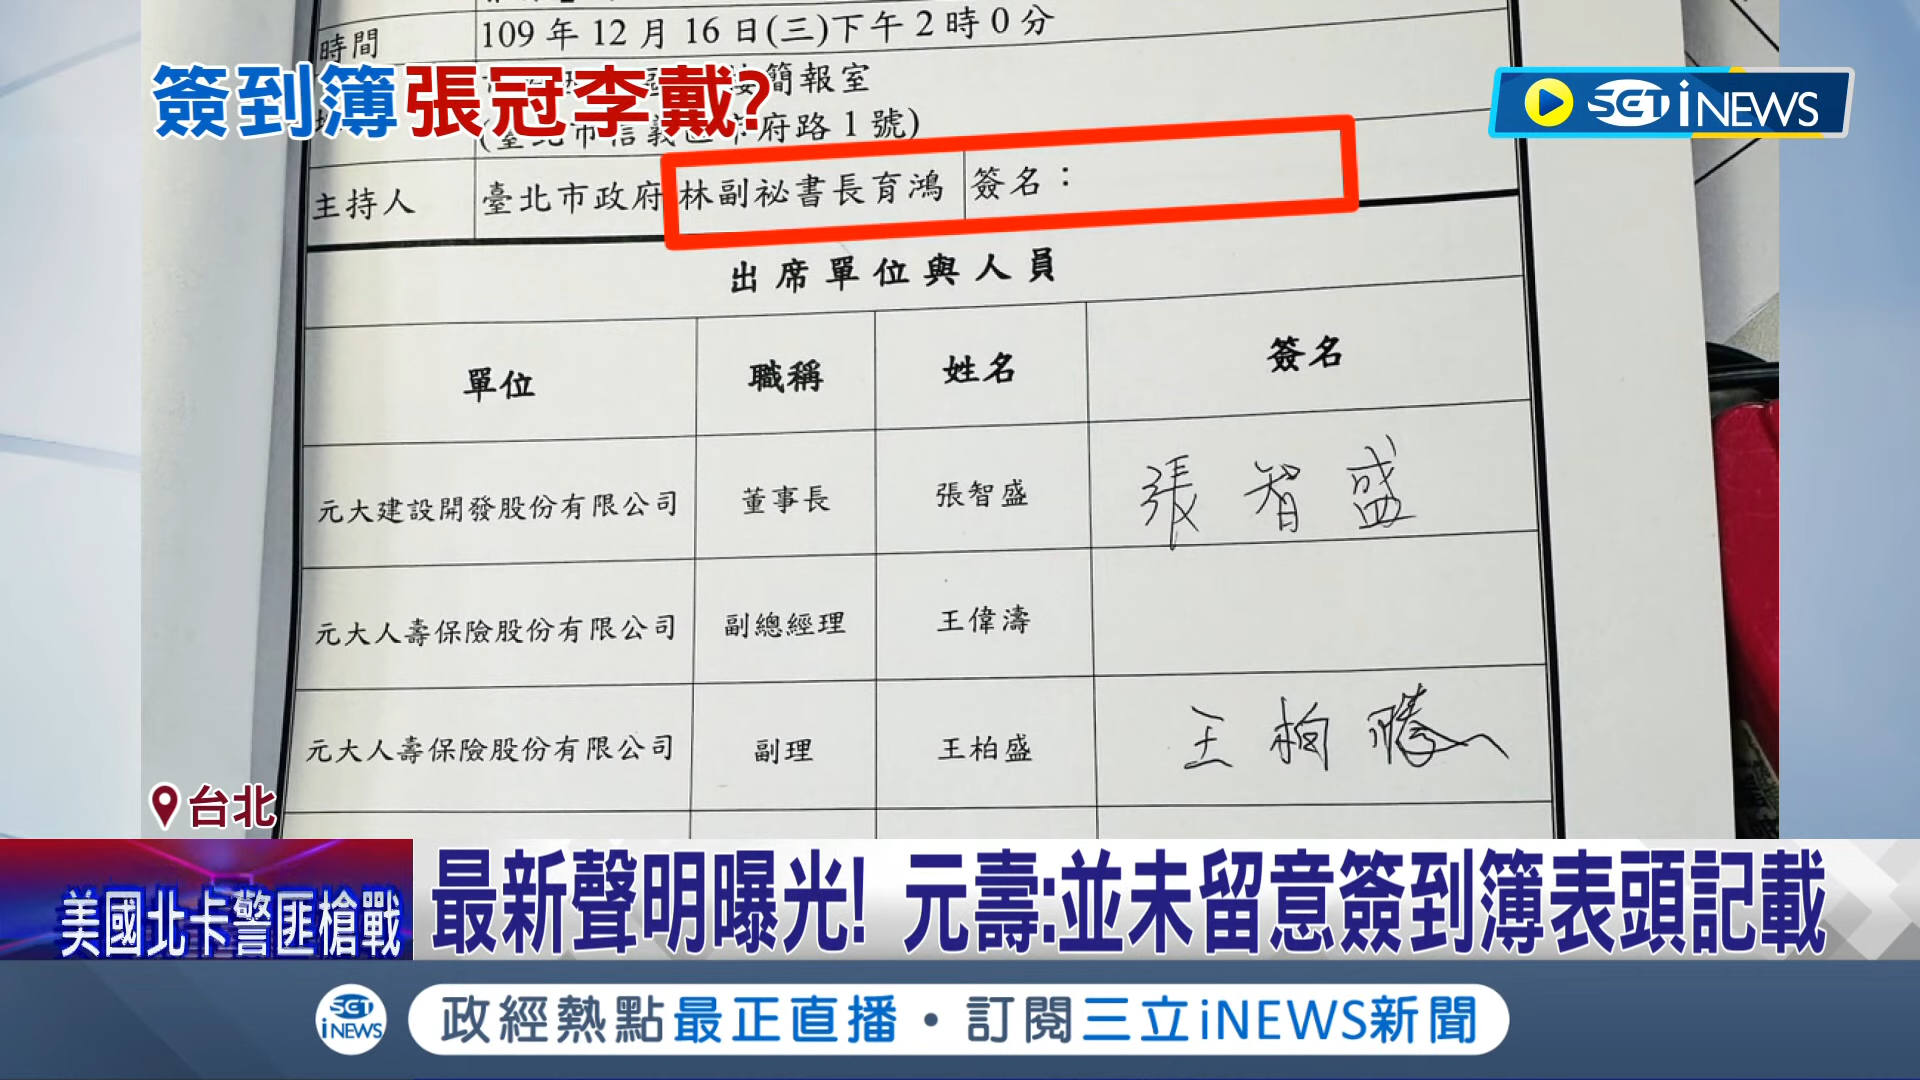 時間 109年12月16日(三)下午2時0分
簽到簿張冠李戴?
簡報室
(臺北市信義區市府路1號)
SET iNEWS
主持人 臺北市政府林副祕書長育鴻 簽名：
出席單位與人員
單位 職稱 姓名 簽名
元大建設開發股份有限公司 董事長 張智盛 張智盛
元大人壽保險股份有限公司 副總經理 王偉濤
元大人壽保險股份有限公司 副理 王柏盛 王柏勝
台北
美國北卡警匪槍戰
最新聲明曝光! 元壽:並未留意簽到簿表頭記載
SET iNEWS
政經熱點最正直播・訂閱三立iNEWS新聞